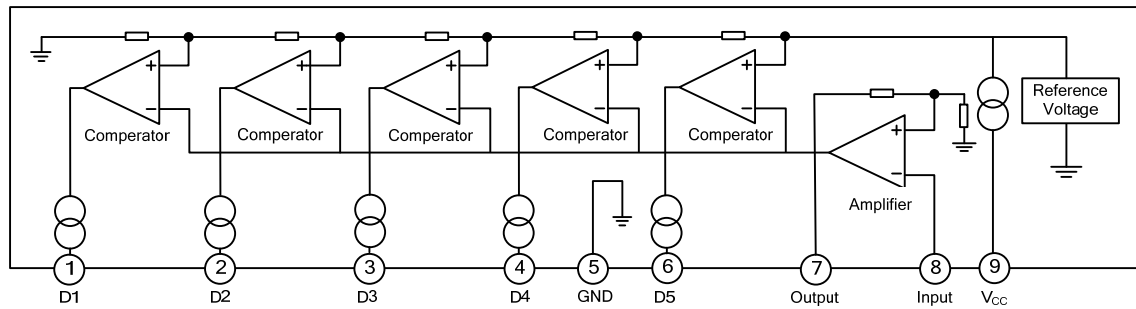 +
−
Comperator
+
−
Comperator
+
−
Comperator
+
−
Comperator
+
−
Comperator
+
−
Amplifier
Reference
Voltage
1 2 3 4 5 6 7 8 9
D1 D2 D3 D4 GND D5 Output Input VCC